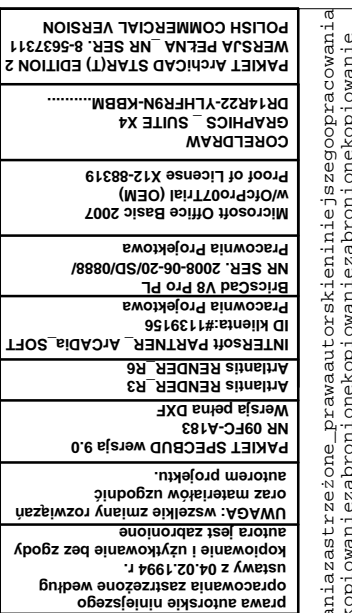 prawa autorskie niniejszego
opracowania zastrzeżone według
ustawy z 04.02.1994 r.
kopiowanie i użytkowanie bez zgody
autora jest zabronione
UWAGA: wszelkie zmiany rozwiązań
oraz materiałów uzgodnić
autorem projektu.
PAKIET SPECBUD wersja 9.0
NR 09FC-A183
Wersja pełna DXF
Artlantis RENDER_R3
Artlantis RENDER_R6
INTERsoft PARTNER_ ArCADia_SOFT
ID klienta:#1139156
Pracownia Projektowa
BricsCad V8 Pro PL
NR SER. 2008-06-20/SD/0888/
Pracownia Projektowa
Microsoft Office Basic 2007
w/OfcPro07Trial (OEM)
Proof of License X12-88319
CORELDRAW
GRAPHICS _ SUITE X4
DR14R22-YLHFR9N-KBBM..........
PAKIET ArchiCAD STAR(T) EDITION 2
WERSJA PEŁNA _NR SER. 8-5637311
POLISH COMMERCIAL VERSION
aniazastrzeżone_prawaautorskieniniejszegoopracowania
kopiowaniezabronionekopiowaniezabronionekopiowanie